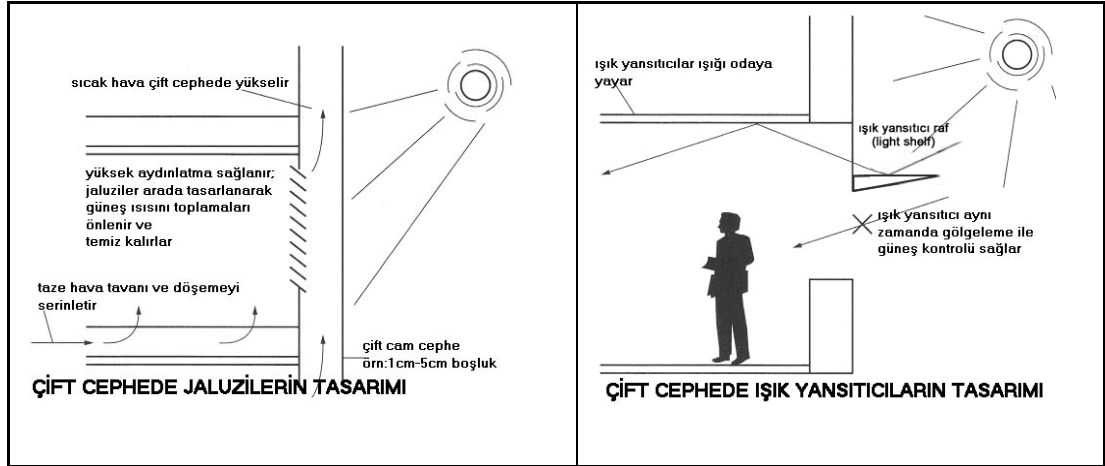 sıcak hava çift cephede yükselir
yüksek aydınlatma sağlanır;
jaluziler arada tasarlanarak
güneş ısısını toplamaları
önlenir ve
temiz kalırlar
taze hava tavanı ve döşemeyi
serinletir
çift cam cephe
örn:1cm-5cm boşluk
ÇİFT CEPHEDE JALUZİLERİN TASARIMI
ışık yansıtıcılar ışığı odaya
yayar
ışık yansıtıcı raf
(light shelf)
ışık yansıtıcı aynı
zamanda gölgeleme ile
güneş kontrolü sağlar
ÇİFT CEPHEDE IŞIK YANSITICILARIN TASARIMI